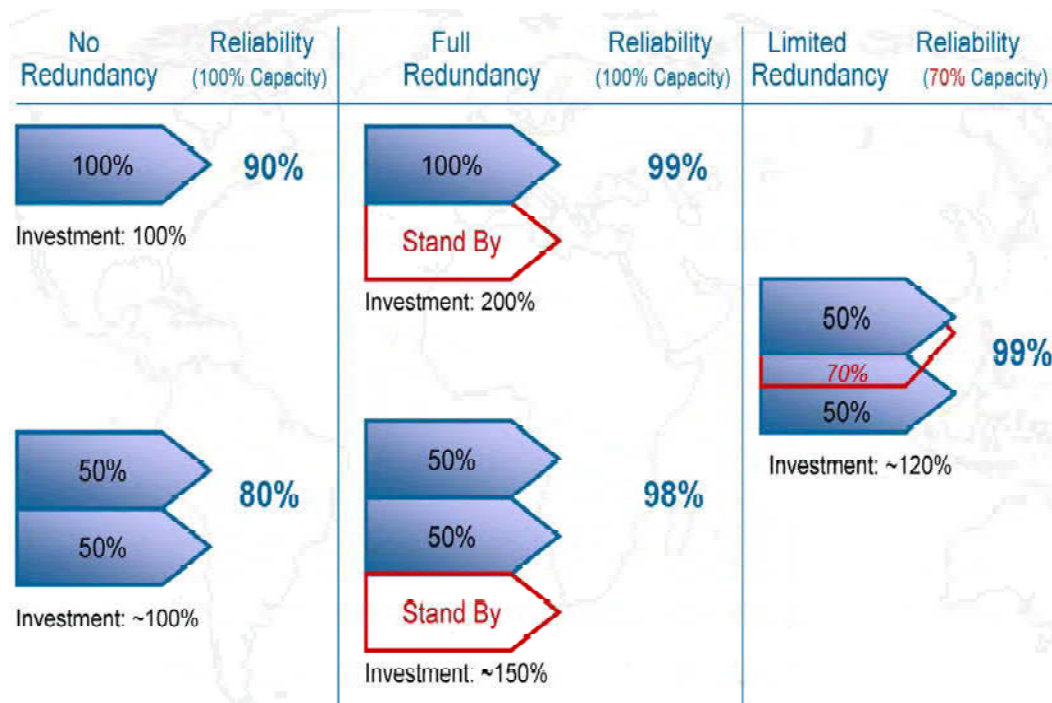 No
Redundancy
Reliability
(100% Capacity)
100%
90%
Investment: 100%
50%
50%
80%
Investment: ~100%
Full
Redundancy
Reliability
(100% Capacity)
100%
Stand By
99%
Investment: 200%
50%
50%
Stand By
98%
Investment: ~150%
Limited
Redundancy
Reliability
(70% Capacity)
50%
70%
50%
99%
Investment: ~120%